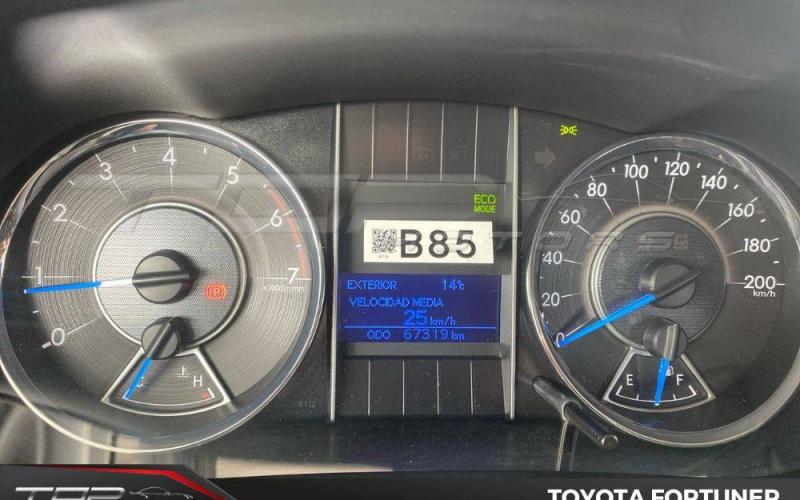 0
1
2
3
4
5
6
7
x1000r/min
C
H
P
ECO
MODE
B85
EXTERIOR 14°C
VELOCIDAD MEDIA
25 km/h
ODO 67319 km
0
20
40
60
80
100
120
140
160
180
200
km/h
E
F
TOP
TOYOTA FORTUNER